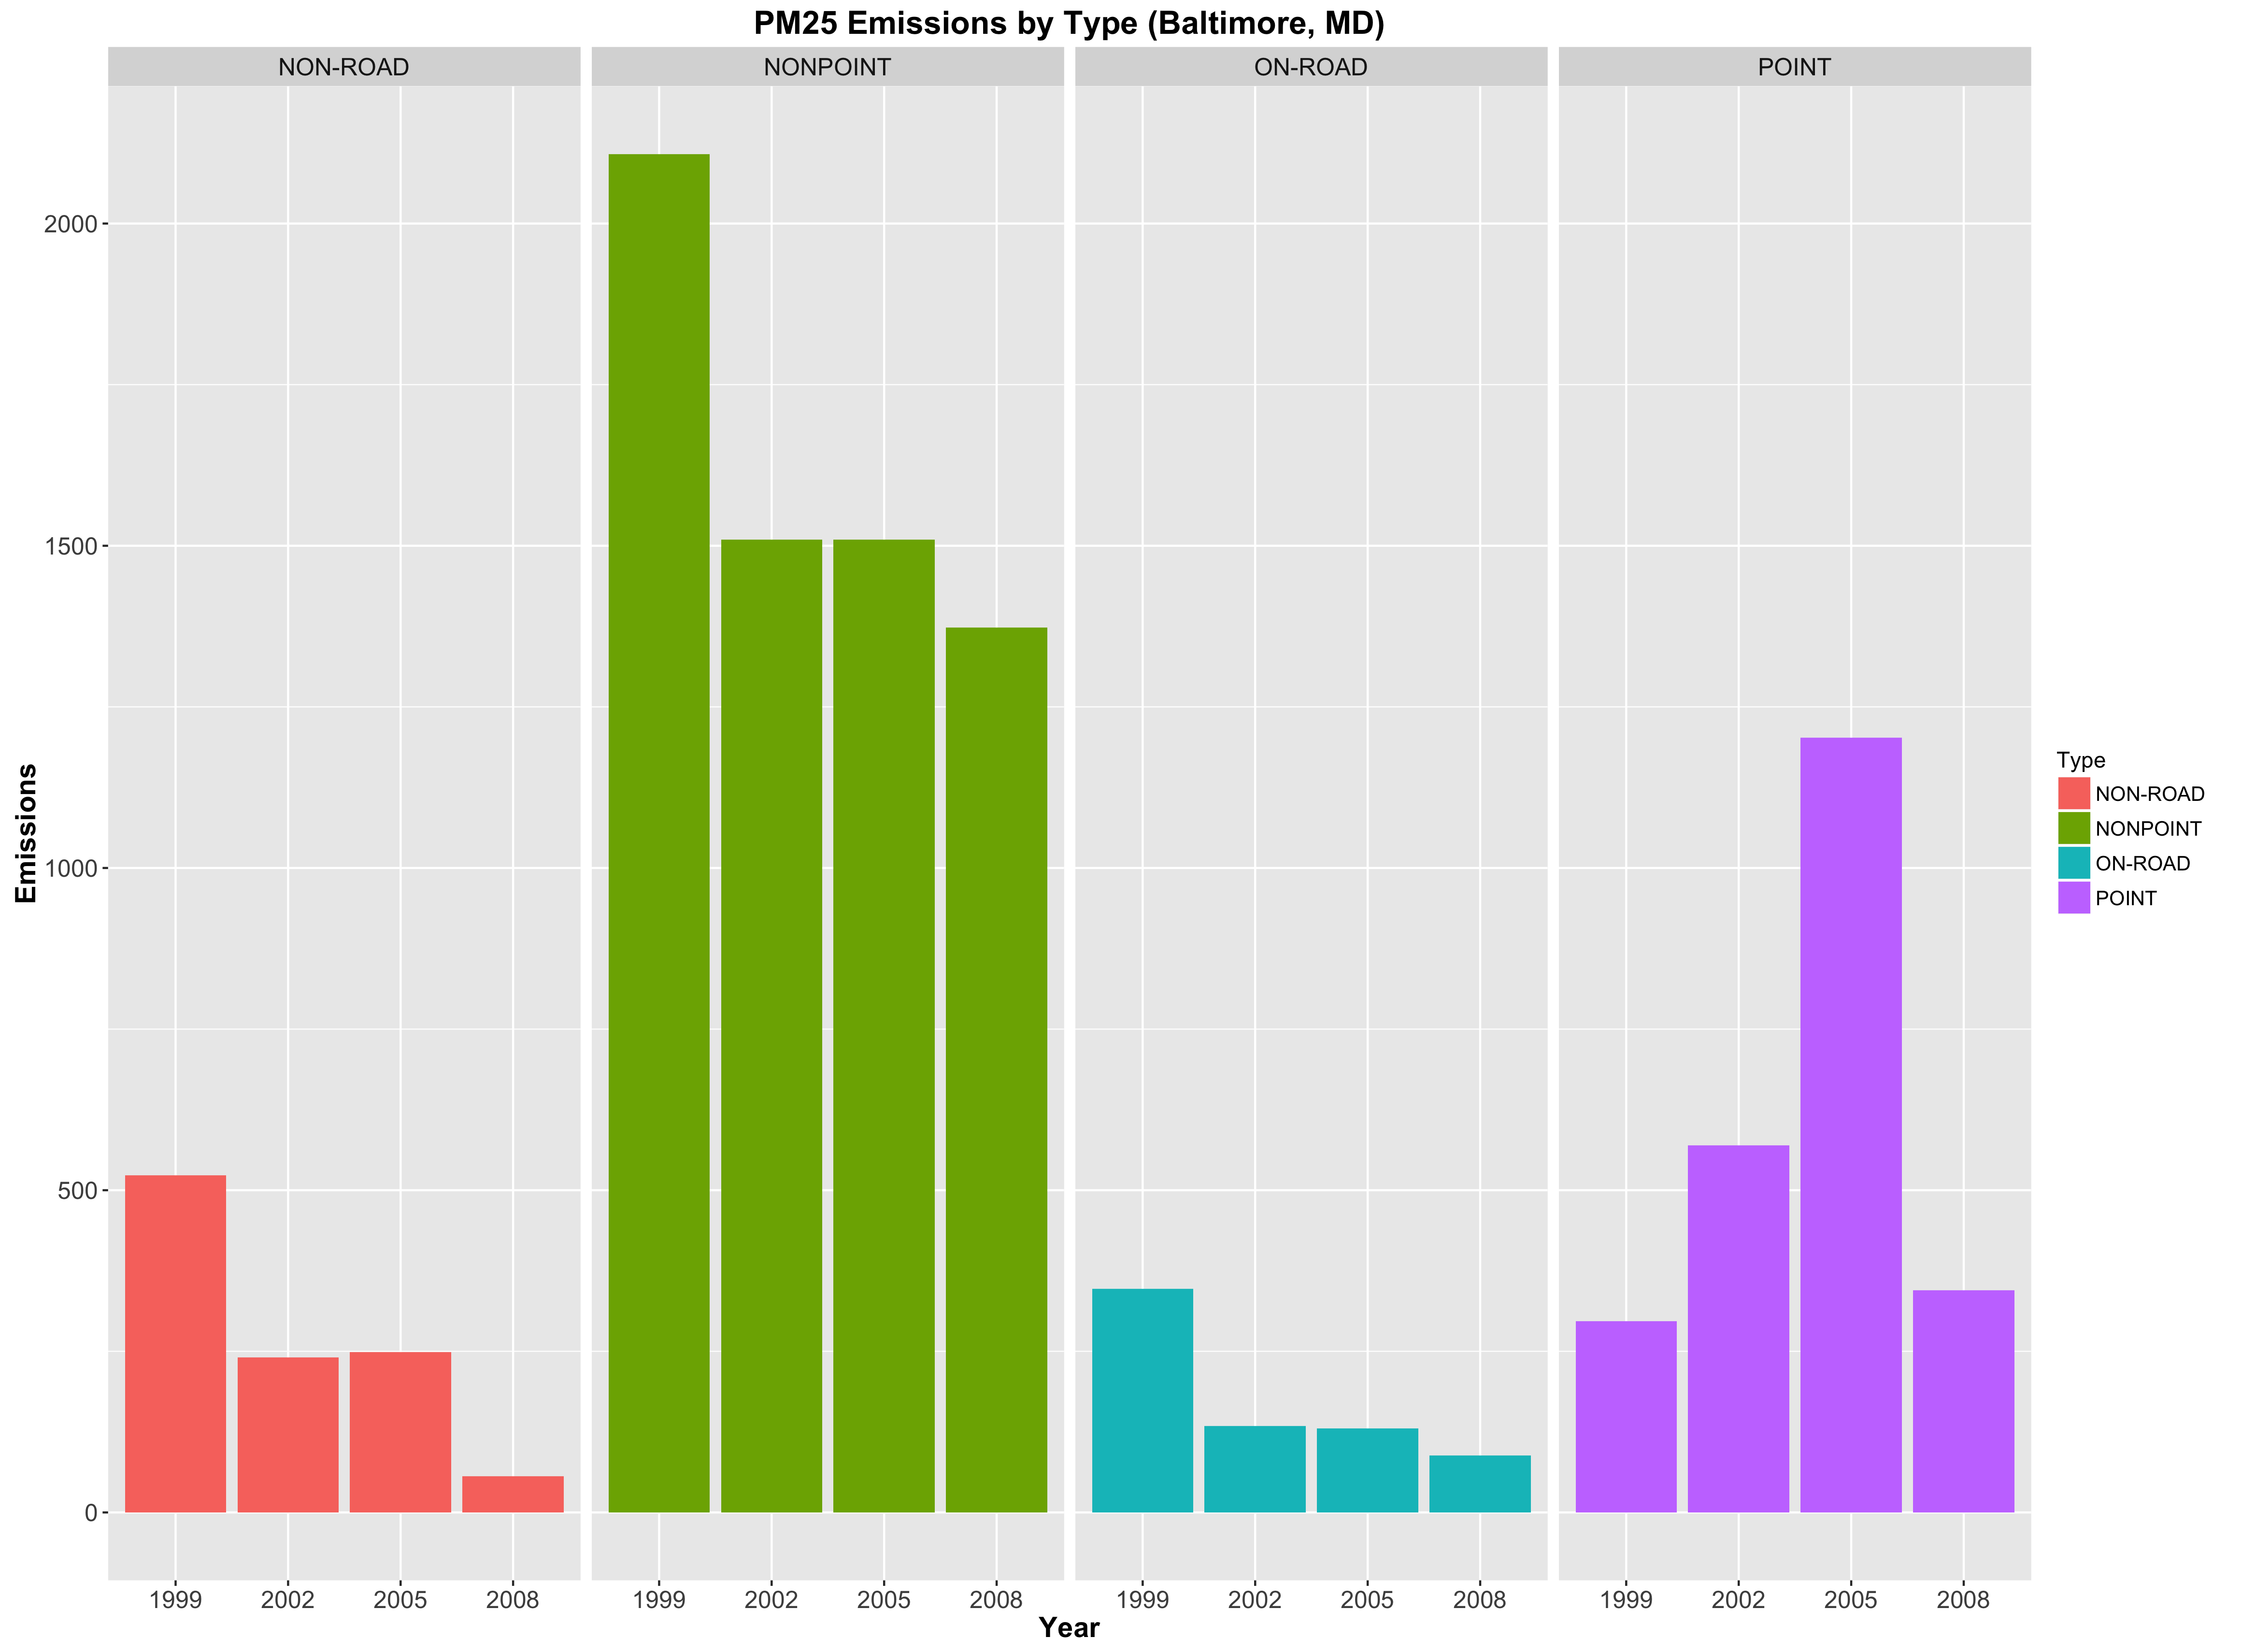 PM25 Emissions by Type (Baltimore, MD)
NON-ROAD
NONPOINT
ON-ROAD
POINT
Emissions
2000
1500
1000
500
0
1999 2002 2005 2008
1999 2002 2005 2008
1999 2002 2005 2008
1999 2002 2005 2008
Year
Type
NON-ROAD
NONPOINT
ON-ROAD
POINT